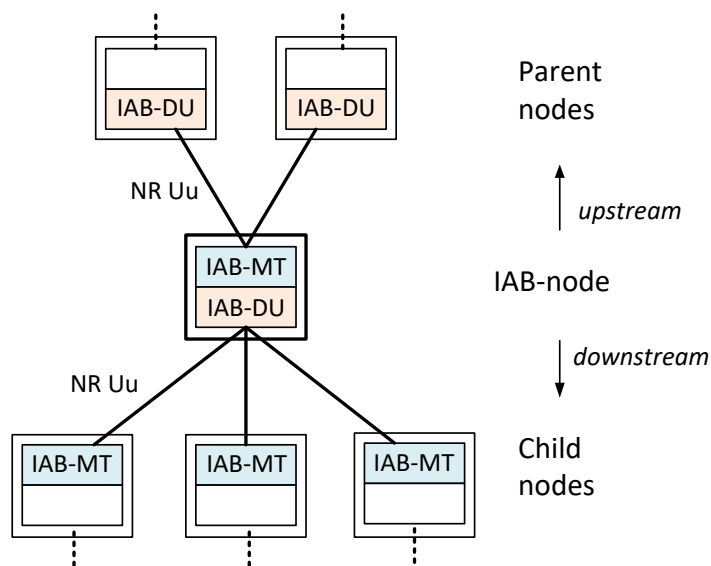 IAB-DU
IAB-DU
Parent
nodes
NR Uu
upstream
IAB-MT
IAB-DU
IAB-node
downstream
NR Uu
IAB-MT
IAB-MT
IAB-MT
Child
nodes